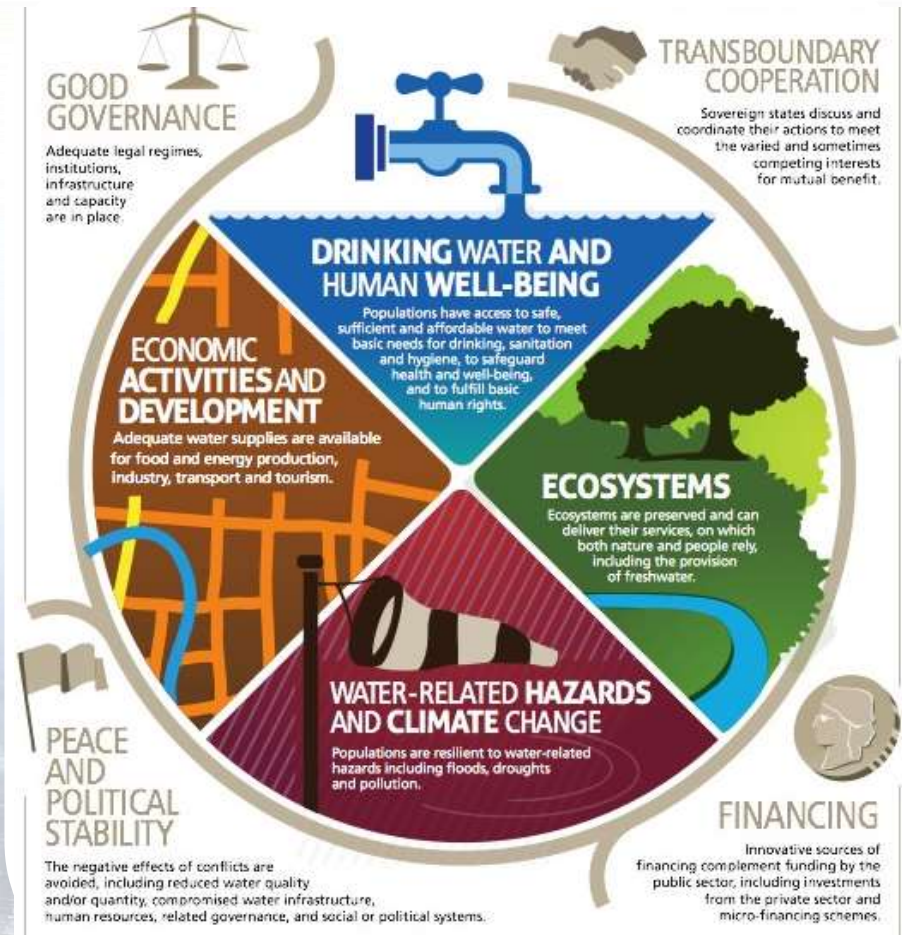 GOOD
GOVERNANCE
Adequate legal regimes,
institutions,
infrastructure
and capacity
are in place.
TRANSBOUNDARY
COOPERATION
Sovereign states discuss and
coordinate their actions to meet
the varied and sometimes
competing interests
for mutual benefit.
DRINKING WATER AND
HUMAN WELL-BEING
Populations have access to safe,
sufficient and affordable water to meet
basic needs for drinking, sanitation
and hygiene, to safeguard
health and well-being,
and to fulfill basic
human rights.
ECONOMIC
ACTIVITIES AND
DEVELOPMENT
Adequate water supplies are available
for food and energy production,
industry, transport and tourism.
ECOSYSTEMS
Ecosystems are preserved and can
deliver their services, on which
both nature and people rely,
including the provision
of freshwater.
WATER-RELATED HAZARDS
AND CLIMATE CHANGE
Populations are resilient to water-related
hazards including floods, droughts
and pollution.
PEACE
AND
POLITICAL
STABILITY
The negative effects of conflicts are
avoided, including reduced water quality
and/or quantity, compromised water infrastructure,
human resources, related governance, and social or political systems.
FINANCING
Innovative sources of
financing complement funding by the
public sector, including investments
from the private sector and
micro-financing schemes.